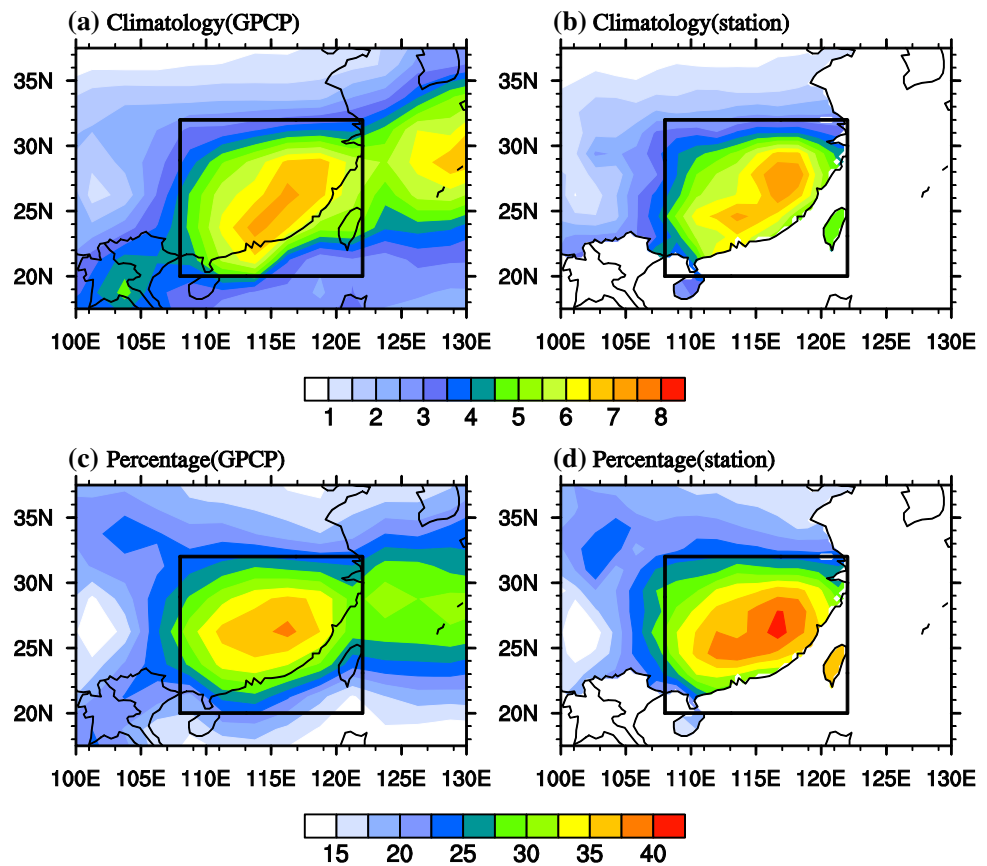 (a) Climatology(GPCP)
(b) Climatology(station)
35N
30N
25N
20N
100E 105E 110E 115E 120E 125E 130E
35N
30N
25N
20N
100E 105E 110E 115E 120E 125E 130E
1 2 3 4 5 6 7 8
(c) Percentage(GPCP)
(d) Percentage(station)
35N
30N
25N
20N
100E 105E 110E 115E 120E 125E 130E
35N
30N
25N
20N
100E 105E 110E 115E 120E 125E 130E
15 20 25 30 35 40